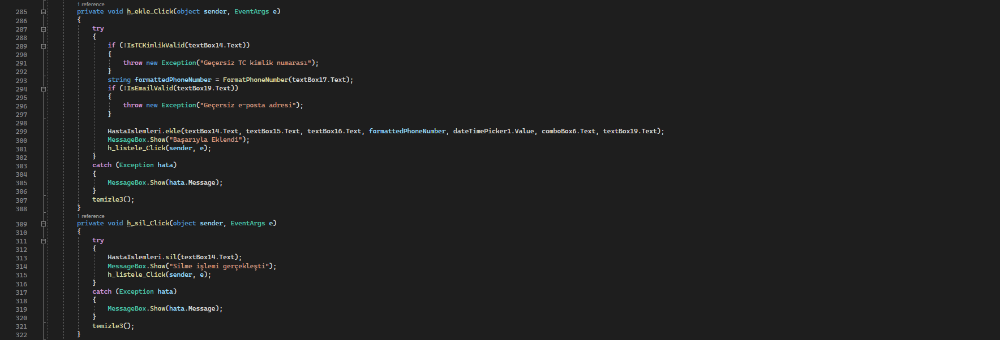 1 reference
285 private void h_ekle_Click(object sender, EventArgs e)
286 {
287 try
288 {
289 if (!IsTCKimlikValid(textBox14.Text))
290 {
291 throw new Exception("Geçersiz TC kimlik numarası");
292 }
293 string formattedPhoneNumber = FormatPhoneNumber(textBox17.Text);
294 if (!IsEmailValid(textBox19.Text))
295 {
296 throw new Exception("Geçersiz e-posta adresi");
297 }
298
299 HastaIslemleri.ekle(textBox14.Text, textBox15.Text, textBox16.Text, formattedPhoneNumber, dateTimePicker1.Value, comboBox6.Text, textBox19.Text);
300 MessageBox.Show("Başarıyla Eklendi");
301 h_listele_Click(sender, e);
302 }
303 catch (Exception hata)
304 {
305 MessageBox.Show(hata.Message);
306 }
307 temizle3();
308 }
1 reference
309 private void h_sil_Click(object sender, EventArgs e)
310 {
311 try
312 {
313 HastaIslemleri.sil(textBox14.Text);
314 MessageBox.Show("Silme işlemi gerçekleşti");
315 h_listele_Click(sender, e);
316 }
317 catch (Exception hata)
318 {
319 MessageBox.Show(hata.Message);
320 }
321 temizle3();
322 }